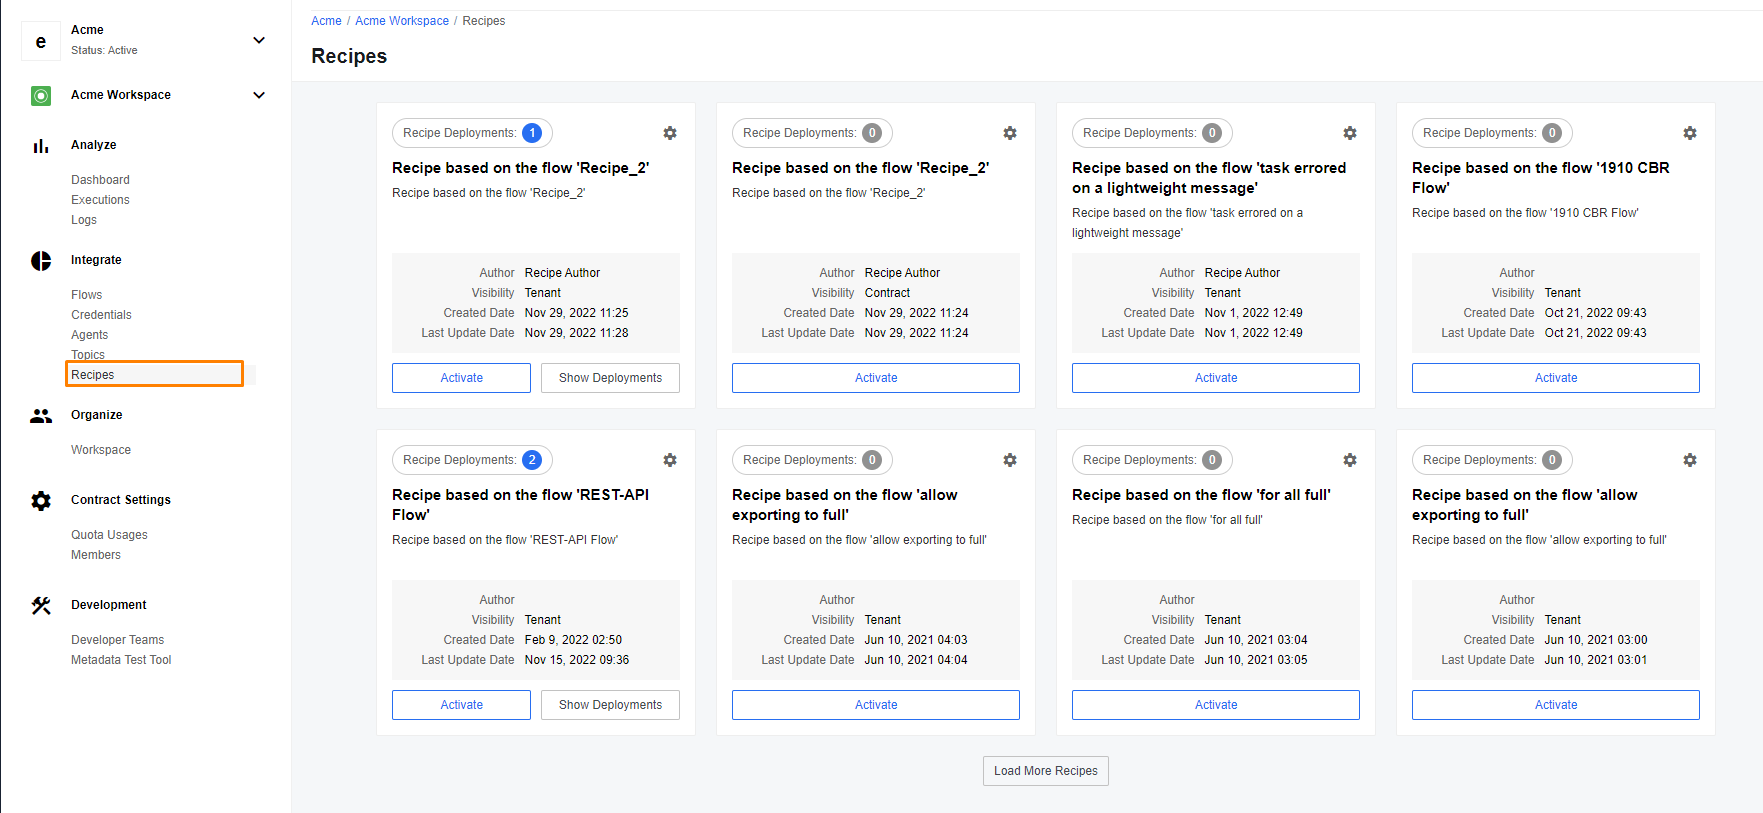 e
Acme
Status: Active
Acme Workspace
Analyze
Dashboard
Executions
Logs
Integrate
Flows
Credentials
Agents
Topics
Recipes
Organize
Workspace
Contract Settings
Quota Usages
Members
Development
Developer Teams
Metadata Test Tool
Acme / Acme Workspace / Recipes
Recipes
Recipe Deployments: 1
Recipe based on the flow 'Recipe_2'
Recipe based on the flow 'Recipe_2'
Author Recipe Author
Visibility Tenant
Created Date Nov 29, 2022 11:25
Last Update Date Nov 29, 2022 11:28
Activate
Show Deployments
Recipe Deployments: 0
Recipe based on the flow 'Recipe_2'
Recipe based on the flow 'Recipe_2'
Author Recipe Author
Visibility Contract
Created Date Nov 29, 2022 11:24
Last Update Date Nov 29, 2022 11:24
Activate
Recipe Deployments: 0
Recipe based on the flow 'task errored
on a lightweight message'
Recipe based on the flow 'task errored on a
lightweight message'
Author Recipe Author
Visibility Tenant
Created Date Nov 1, 2022 12:49
Last Update Date Nov 1, 2022 12:49
Activate
Recipe Deployments: 0
Recipe based on the flow '1910 CBR
Flow'
Recipe based on the flow '1910 CBR Flow'
Author
Visibility Tenant
Created Date Oct 21, 2022 09:43
Last Update Date Oct 21, 2022 09:43
Activate
Recipe Deployments: 2
Recipe based on the flow 'REST-API
Flow'
Recipe based on the flow 'REST-API Flow'
Author
Visibility Tenant
Created Date Feb 9, 2022 02:50
Last Update Date Nov 15, 2022 09:36
Activate
Show Deployments
Recipe Deployments: 0
Recipe based on the flow 'allow
exporting to full'
Recipe based on the flow 'allow exporting to full'
Author
Visibility Tenant
Created Date Jun 10, 2021 04:03
Last Update Date Jun 10, 2021 04:04
Activate
Recipe Deployments: 0
Recipe based on the flow 'for all full'
Recipe based on the flow 'for all full'
Author
Visibility Tenant
Created Date Jun 10, 2021 03:04
Last Update Date Jun 10, 2021 03:05
Activate
Recipe Deployments: 0
Recipe based on the flow 'allow
exporting to full'
Recipe based on the flow 'allow exporting to full'
Author
Visibility Tenant
Created Date Jun 10, 2021 03:00
Last Update Date Jun 10, 2021 03:01
Activate
Load More Recipes